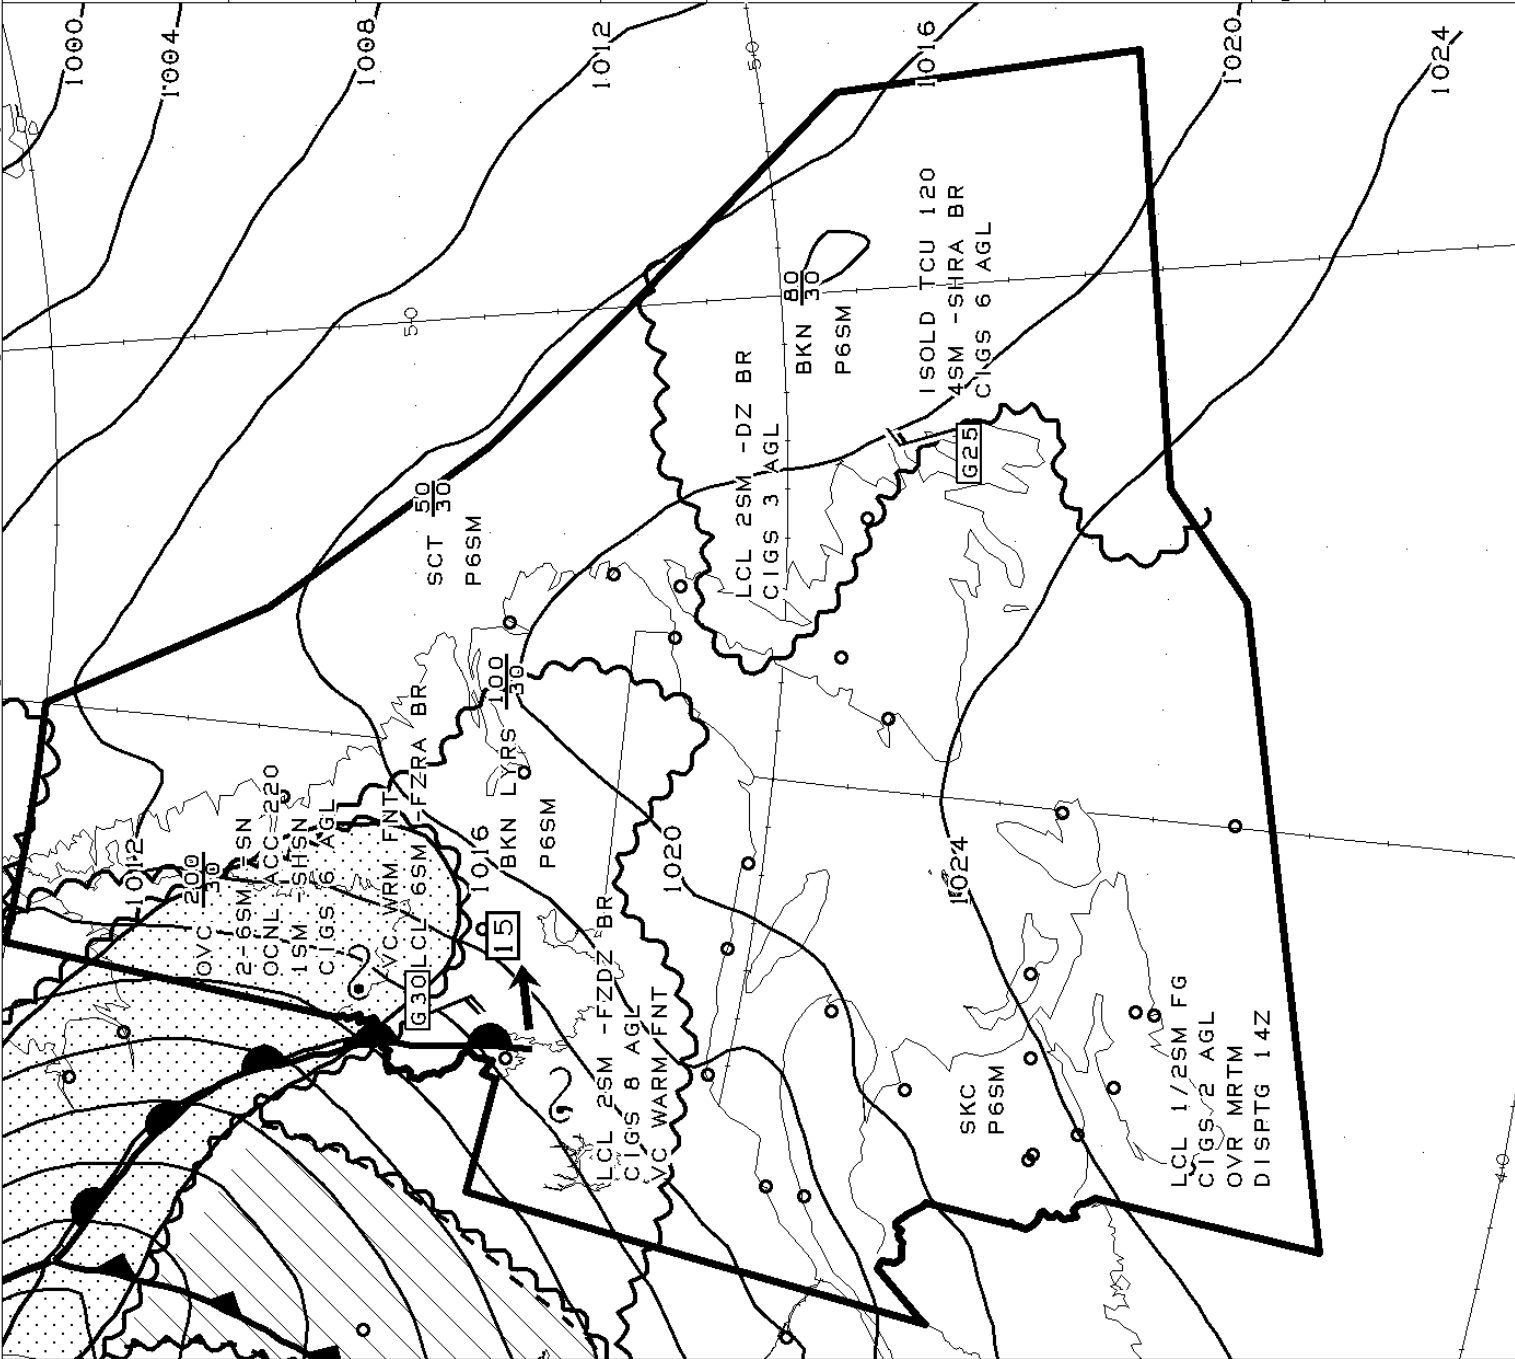 1000
1004
1008
1012
1016
1020
1024
50
50
40
ISOLD TCU 120
4SM -SHRA BR
CIGS 6 AGL
BKN 80
30
P6SM
LCL 2SM -DZ BR
CIGS 3 AGL
G25
SCT 50
30
P6SM
BKN LYRS 100
30
P6SM
OVC 200
30
2-6SM -SN
OCNL ACC 220
1SM -SHSN
CIGS 6 AGL
LCL 6SM -FZRA BR
VC WRM FNT
G30
15
1012
1016
1020
1024
LCL 2SM -FZDZ BR
CIGS 8 AGL
VC WARM FNT
SKC
P6SM
LCL 1/2SM FG
CIGS 2 AGL
OVR MRTM
DISPTG 14Z